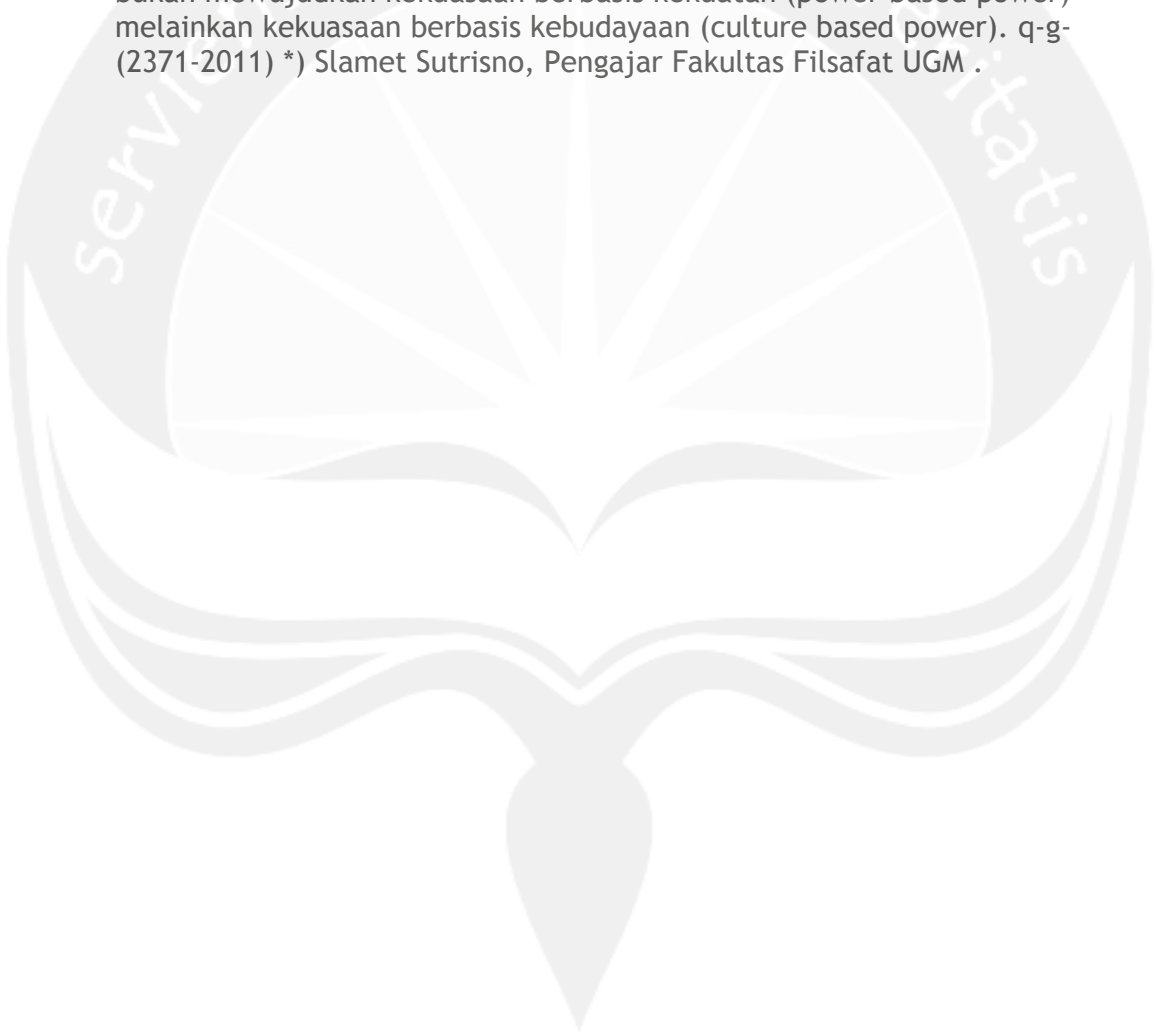 bukan mewujudkan kekuasaan berbasis kekuatan (power based power)
melainkan kekuasaan berbasis kebudayaan (culture based power). q-g-
(2371-2011) *) Slamet Sutrisno, Pengajar Fakultas Filsafat UGM .